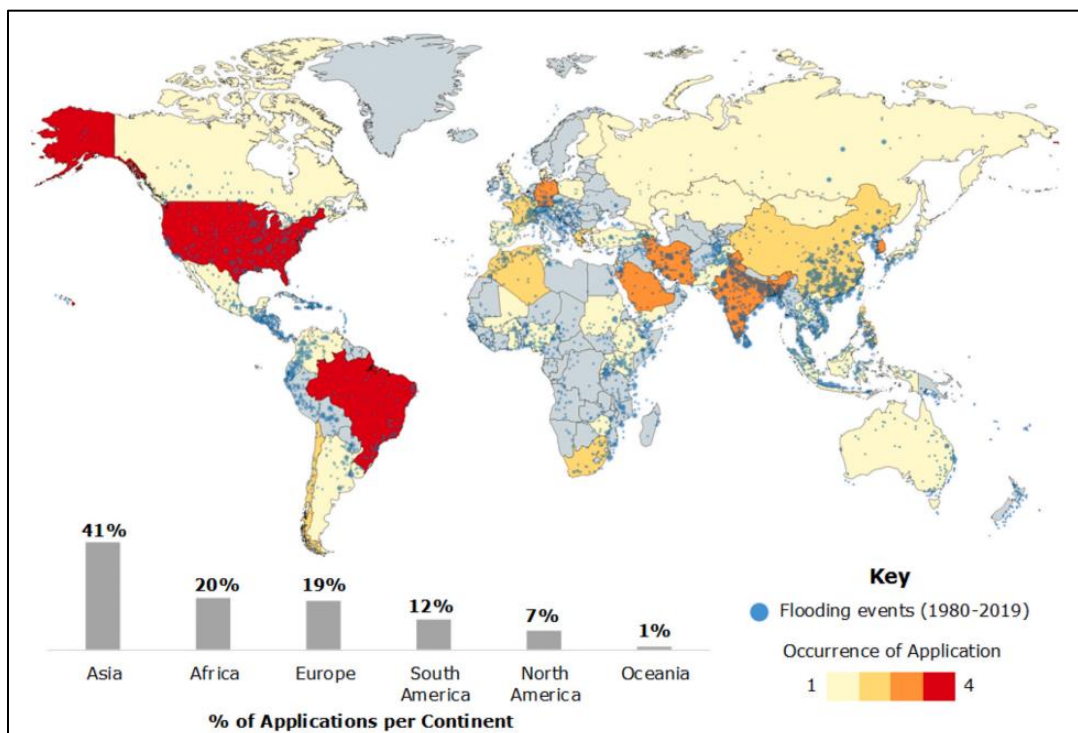 41%
20%
19%
12%
7%
1%
Asia
Africa
Europe
South
America
North
America
Oceania
% of Applications per Continent
Key
Flooding events (1980-2019)
Occurrence of Application
1
4